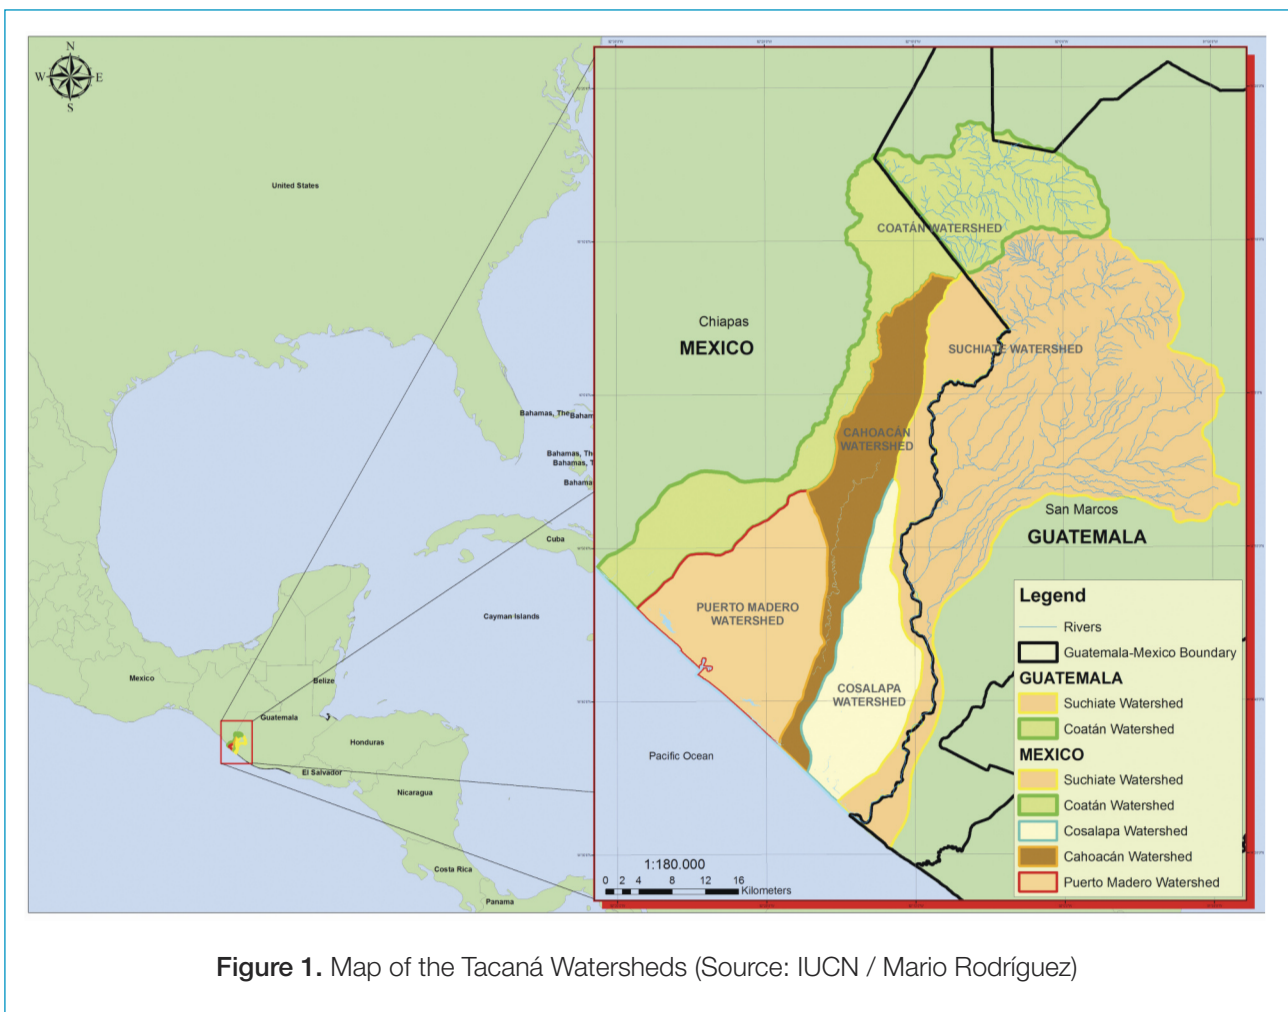 N
W E
S
United States
Bahamas, The
Baham
Bahamas, Th
Bahamas, T
Bahama
Cuba
Cayman Islands
Mexico
Belize
Guatemala
Honduras
El Salvador
Nicaragua
Costa Rica
Panama
COATÁN WATERSHED
Chiapas
MEXICO
SUCHIATE WATERSHED
CAHOACÁN
WATERSHED
San Marcos
GUATEMALA
PUERTO MADERO
WATERSHED
COSALAPA
WATERSHED
Pacific Ocean
1:180.000
0 2 4 8 12 16
Kilometers
Legend
Rivers
Guatemala-Mexico Boundary
GUATEMALA
Suchiate Watershed
Coatán Watershed
MEXICO
Suchiate Watershed
Coatán Watershed
Cosalapa Watershed
Cahoacán Watershed
Puerto Madero Watershed
Figure 1. Map of the Tacaná Watersheds (Source: IUCN / Mario Rodríguez)